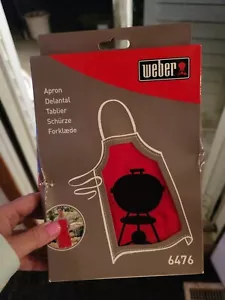 weber
Apron
Delantal
Tablier
Schürze
Forklæde
6476